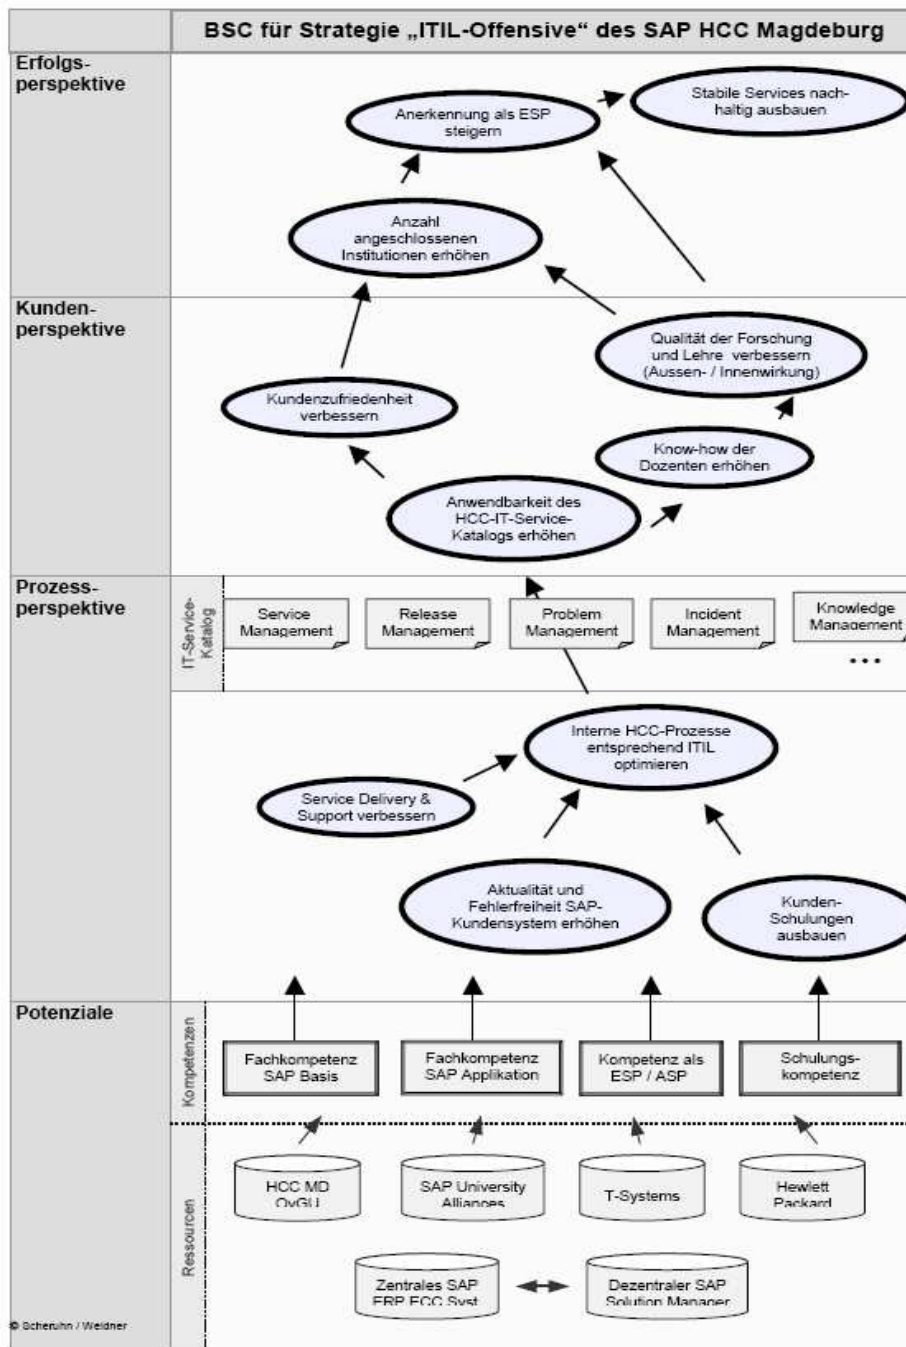 BSC für Strategie „ITIL-Offensive“ des SAP HCC Magdeburg
Erfolgs-
perspektive
Stabile Services nach-
haltig ausbauen
Anerkennung als ESP
steigern
Anzahl
angeschlossenen
Institutionen erhöhen
Kunden-
perspektive
Qualität der Forschung
und Lehre verbessern
(Aussen- / Innenwirkung)
Kundenzufriedenheit
verbessern
Know-how der
Dozenten erhöhen
Anwendbarkeit des
HCC-IT-Service-
Katalogs erhöhen
Prozess-
perspektive
IT-Service-
Katalog
Service
Management
Release
Management
Problem
Management
Incident
Management
Knowledge
Management
...
Interne HCC-Prozesse
entsprechend ITIL
optimieren
Service Delivery &
Support verbessern
Aktualität und
Fehlerfreiheit SAP-
Kundensystem erhöhen
Kunden-
Schulungen
ausbauen
Potenziale
Kompetenzen
Fachkompetenz
SAP Basis
Fachkompetenz
SAP Applikation
Kompetenz als
ESP / ASP
Schulungs-
kompetenz
Ressourcen
HCC MD
OvGU
SAP University
Alliances
T-Systems
Hewlett
Packard
Zentrales SAP
ERP ECC Syst.
Dezentraler SAP
Solution Manager
© Scheruhn / Weidner